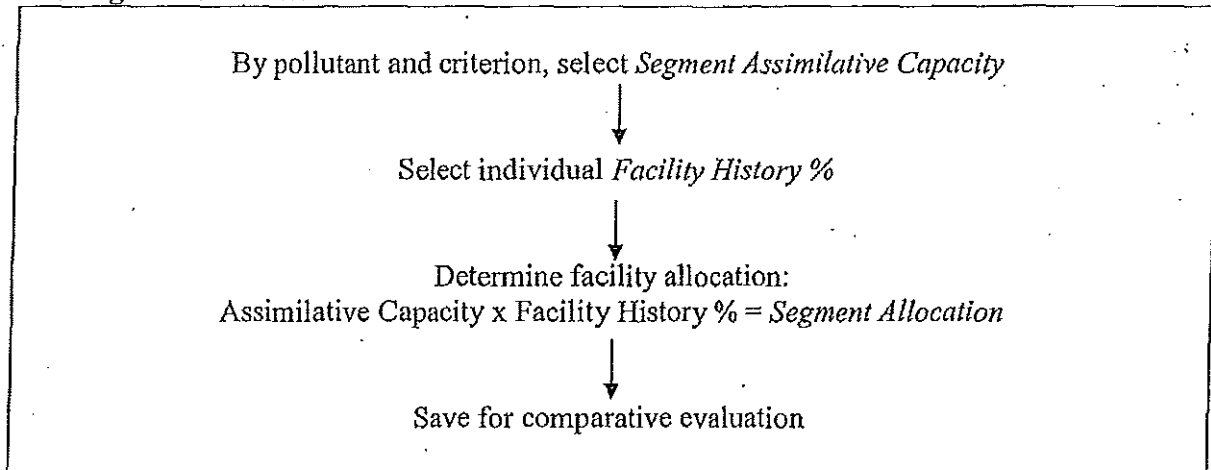 By pollutant and criterion, select Segment Assimilative Capacity
Select individual Facility History %
Determine facility allocation:
Assimilative Capacity x Facility History % = Segment Allocation
Save for comparative evaluation